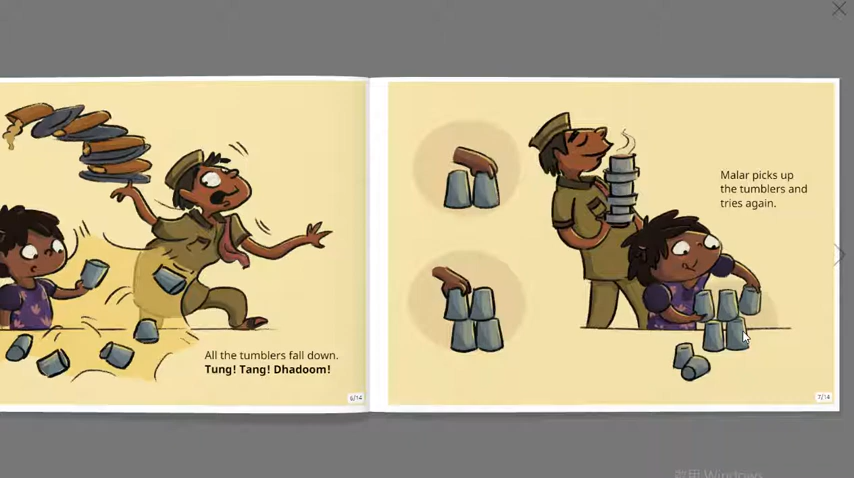 All the tumblers fall down.
Tung! Tang! Dhadoom!
6/14
Malar picks up
the tumblers and
tries again.
7/14
Windows